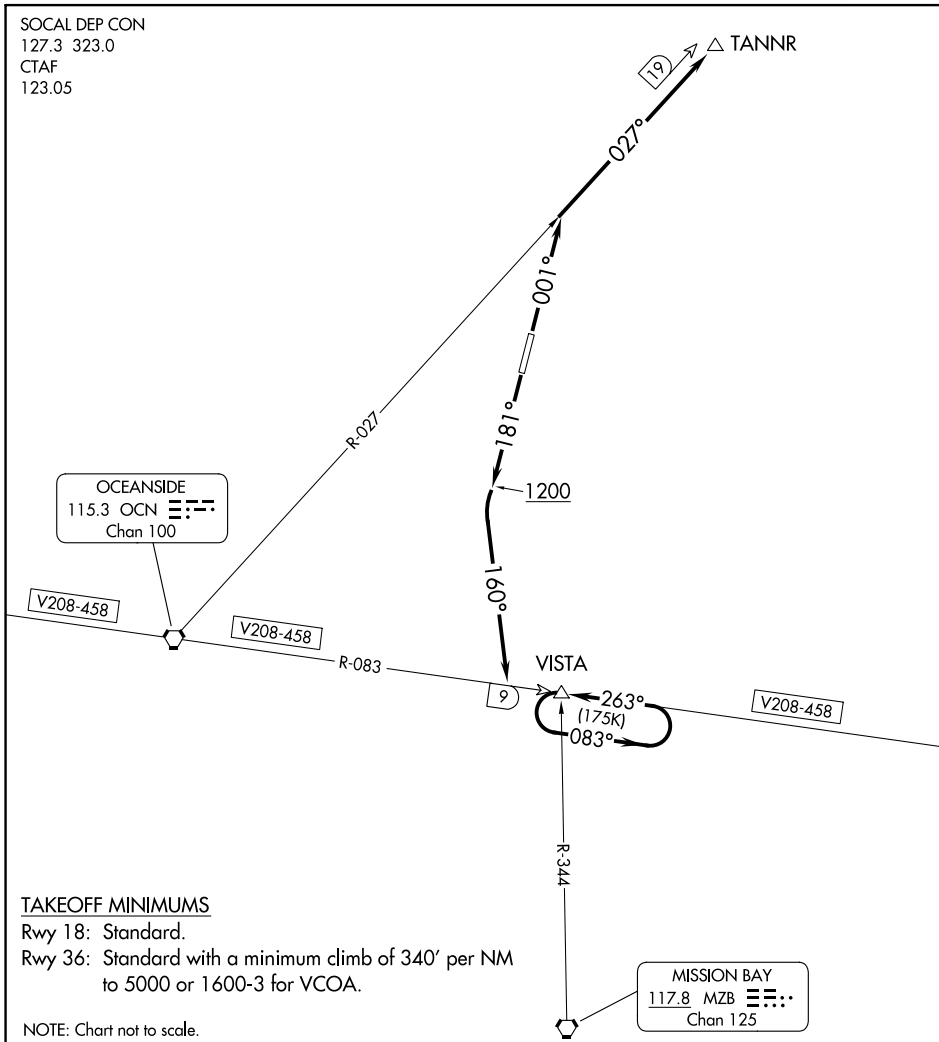 SOCAL DEP CON
127.3 323.0
CTAF
123.05
TANNR
19
027°
001°
R-027
181°
1200
OCEANSIDE
115.3 OCN
Chan 100
160°
V208-458
V208-458
R-083
VISTA
9
263°
(175K)
083°
V208-458
R-344
TAKEOFF MINIMUMS
Rwy 18: Standard.
Rwy 36: Standard with a minimum climb of 340' per NM
to 5000 or 1600-3 for VCOA.
MISSION BAY
117.8 MZB
Chan 125
NOTE: Chart not to scale.